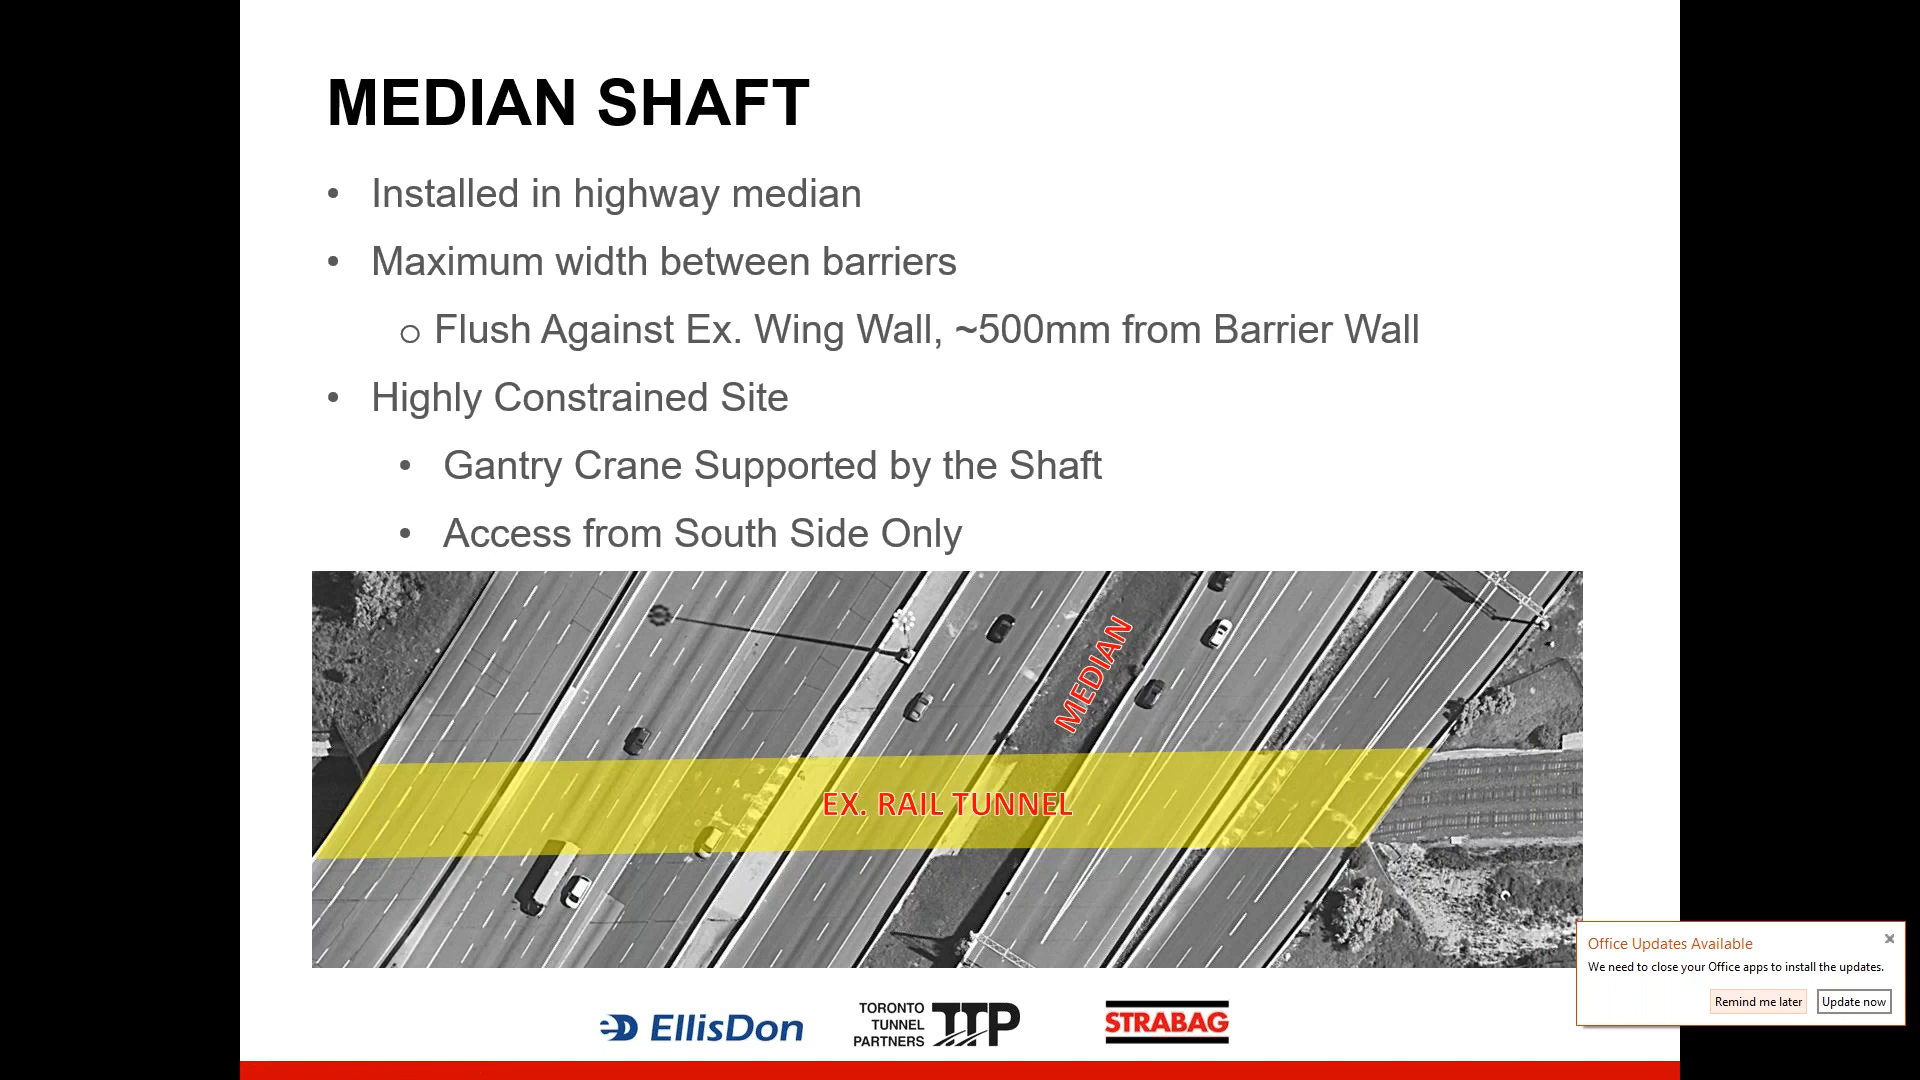 MEDIAN SHAFT
• Installed in highway median
• Maximum width between barriers
o Flush Against Ex. Wing Wall, ~500mm from Barrier Wall
• Highly Constrained Site
• Gantry Crane Supported by the Shaft
• Access from South Side Only
MEDIAN
EX. RAIL TUNNEL
Office Updates Available
We need to close your Office apps to install the updates.
Remind me later
Update now
EllisDon
TORONTO
TUNNEL
PARTNERS
TTP
STRABAG